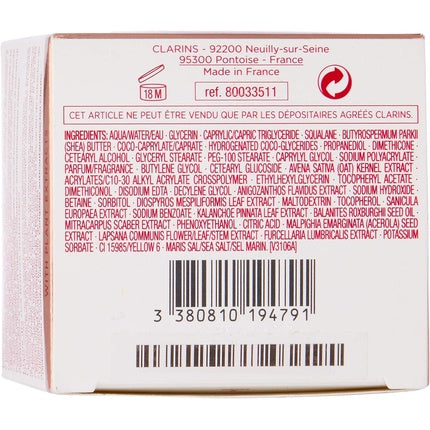 CLARINS - 92200 Neuilly-sur-Seine
95300 Pontoise - France
Made in France
18 M
ref. 80033511
CET ARTICLE NE PEUT ÊTRE VENDU QUE PAR LES DÉPOSITAIRES AGRÉÉS CLARINS.
INGREDIENTS: AQUA/WATER/EAU · GLYCERIN · CAPRYLIC/CAPRIC TRIGLYCERIDE · SQUALANE · BUTYROSPERMUM PARKII
(SHEA) BUTTER · COCO-CAPRYLATE/CAPRATE · HYDROGENATED COCO-GLYCERIDES · PROPANEDIOL · DIMETHICONE ·
CETEARYL ALCOHOL · GLYCERYL STEARATE · PEG-100 STEARATE · CAPRYLYL GLYCOL · SODIUM POLYACRYLATE ·
PARFUM/FRAGRANCE · BUTYLENE GLYCOL · CETEARYL GLUCOSIDE · AVENA SATIVA (OAT) KERNEL EXTRACT ·
ACRYLATES/C10-30 ALKYL ACRYLATE CROSSPOLYMER · ETHYLHEXYLGLYCERIN · TOCOPHERYL ACETATE ·
DIMETHICONOL · DISODIUM EDTA · DECYLENE GLYCOL · ANIGOZANTHOS FLAVIDUS EXTRACT · SODIUM HYDROXIDE ·
BETAINE · SORBITOL · DIOSPYROS MESPILIFORMIS LEAF EXTRACT · MALTODEXTRIN · TOCOPHEROL · SANICULA
EUROPAEA EXTRACT · SODIUM BENZOATE · KALANCHOE PINNATA LEAF EXTRACT · BALANITES ROXBURGHII SEED OIL ·
MITRACARPUS SCABER EXTRACT · PHENOXYETHANOL · CITRIC ACID · MALPIGHIA EMARGINATA (ACEROLA) SEED
EXTRACT · LAPSANA COMMUNIS FLOWER/LEAF/STEM EXTRACT · FURCELLARIA LUMBRICALIS EXTRACT · POTASSIUM
SORBATE · CI 15985/YELLOW 6 · MARIS SAL/SEA SALT/SEL MARIN. [V3106A]
3 380810 194791